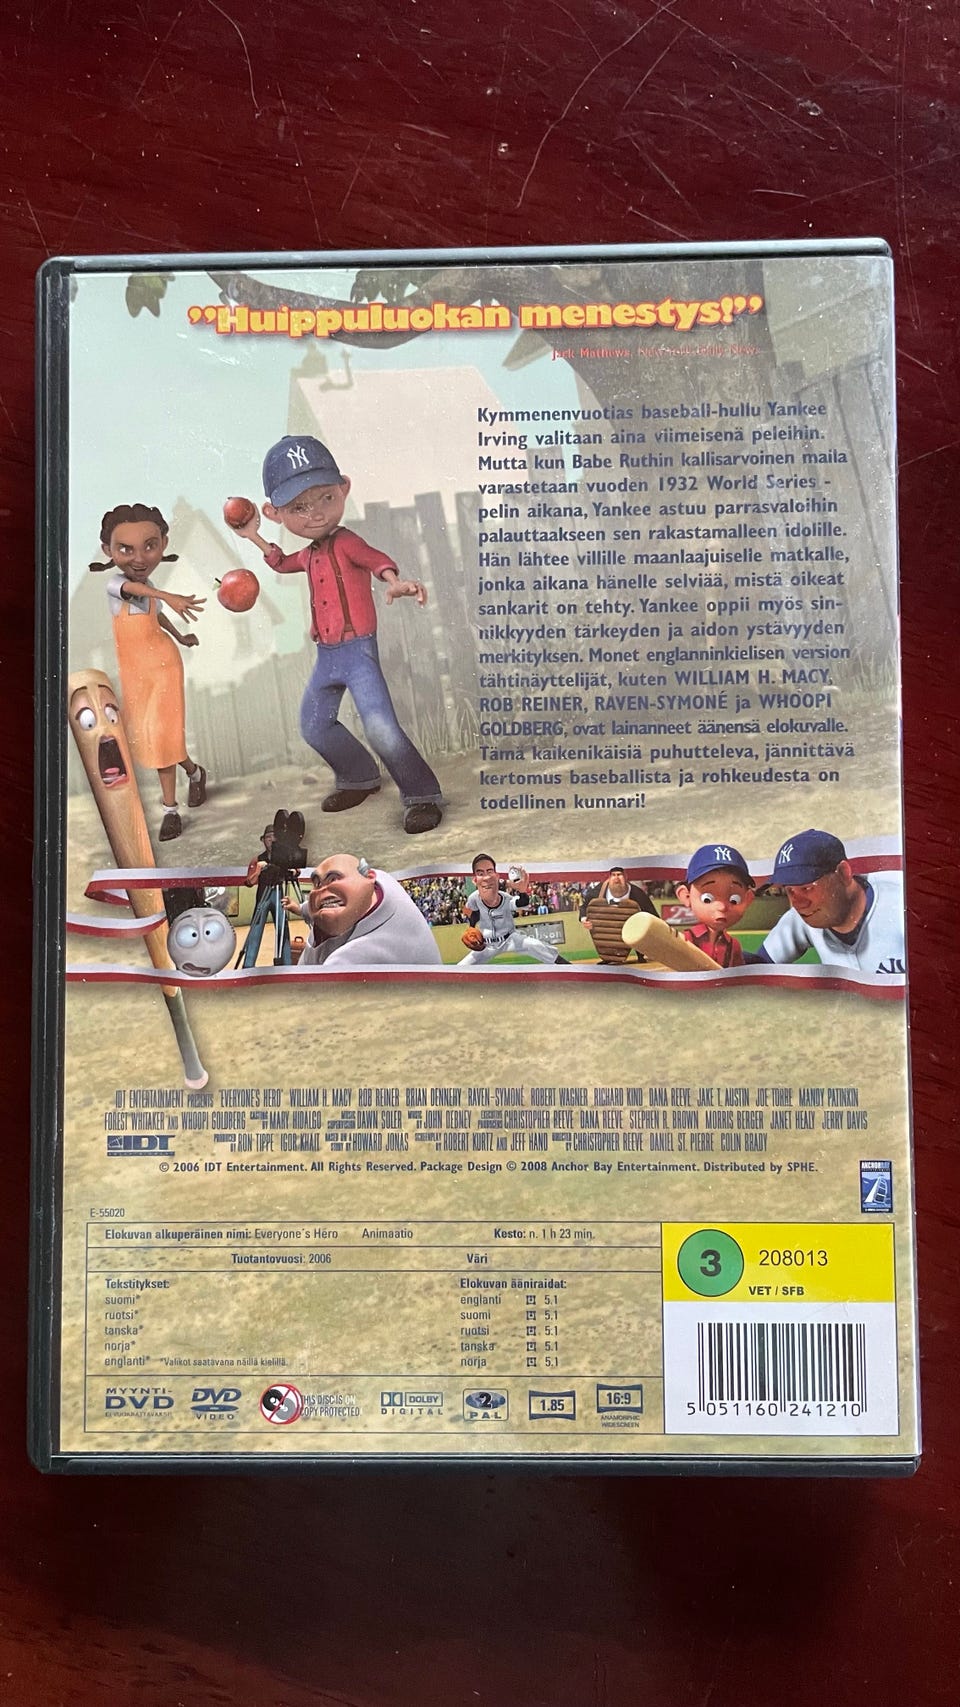 ”Huippuluokan menestys!”
Jack Mathews, New York Daily News
Kymmenenvuotias baseball-hullu Yankee
Irving valitaan aina viimeisenä peleihin.
Mutta kun Babe Ruthin kallisarvoinen maila
varastetaan vuoden 1932 World Series -
pelin aikana, Yankee astuu parrasvaloihin
palauttaakseen sen rakastamalleen idolille.
Hän lähtee villille maanlaajuiselle matkalle,
jonka aikana hänelle selviää, mistä oikeat
sankarit on tehty. Yankee oppii myös sin-
nikkyyden tärkeyden ja aidon ystävyyden
merkityksen. Monet englanninkielisen version
tähtinäyttelijät, kuten WILLIAM H. MACY,
ROB REINER, RAVEN-SYMONÉ ja WHOOPI
GOLDBERG, ovat lainanneet äänensä elokuvalle.
Tämä kaikenikäisiä puhutteleva, jännittävä
kertomus baseballista ja rohkeudesta on
todellinen kunnari!
NY
NY
NY
IDT ENTERTAINMENT PRESENTS "EVERYONE'S HERO" WILLIAM H. MACY ROB REINER BRIAN DENNEHY RAVEN-SYMONÉ ROBERT WAGNER RICHARD KIND DANA REEVE JAKE T. AUSTIN JOE TORRE MANDY PATINKIN
FOREST WHITAKER AND WHOOPI GOLDBERG CASTING BY MARY HIDALGO MUSIC SUPERVISION DAWN SOLER MUSIC BY JOHN DEBNEY EXECUTIVE PRODUCERS CHRISTOPHER REEVE DANA REEVE STEPHEN R. BROWN MORRIS BERGER JANET HEALY JERRY DAVIS
IDT PRODUCED BY RON TIPPE IGOR KHAIT BASED ON A STORY BY HOWARD JONAS SCREENPLAY BY ROBERT KURTZ AND JEFF HAND DIRECTED BY CHRISTOPHER REEVE DANIEL ST. PIERRE COLIN BRADY
© 2006 IDT Entertainment. All Rights Reserved. Package Design © 2008 Anchor Bay Entertainment. Distributed by SPHE.
ANCHOR BAY
E-55020
Elokuvan alkuperäinen nimi: Everyone´s Hero Animaatio Kesto: n. 1 h 23 min.
Tuotantovuosi: 2006 Väri
Tekstitykset:
suomi*
ruotsi*
tanska*
norja*
englanti* *Valikot saatavana näillä kielillä.
Elokuvan ääniraidat:
englanti 5.1
suomi 5.1
ruotsi 5.1
tanska 5.1
norja 5.1
3 208013
VET / SFB
MYYNTI-
DVD
EI VUOKRATTAVAKSI
DVD
VIDEO
THIS DISC IS
COPY PROTECTED.
DOLBY
DIGITAL
2
PAL
1.85
16:9
ANAMORPHIC
WIDESCREEN
5 051160 241210